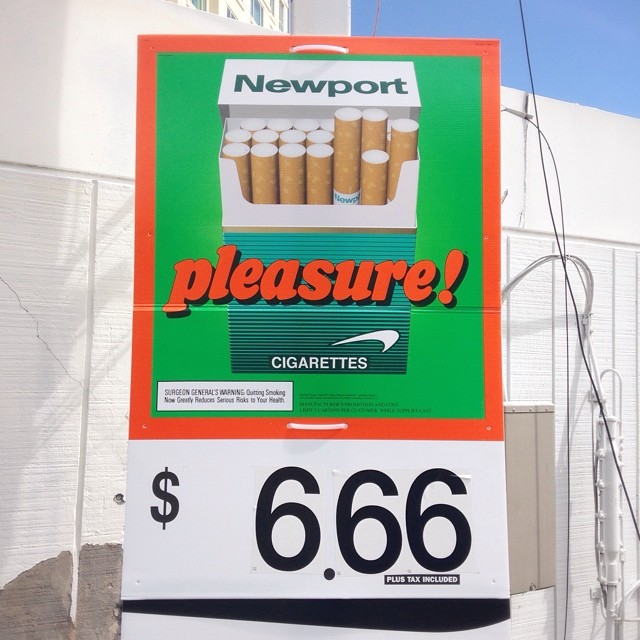 Newport
Newpo
pleasure!
CIGARETTES
SURGEON GENERAL'S WARNING: Quitting Smoking
Now Greatly Reduces Serious Risks to Your Health.
$ 6.66
PLUS TAX INCLUDED